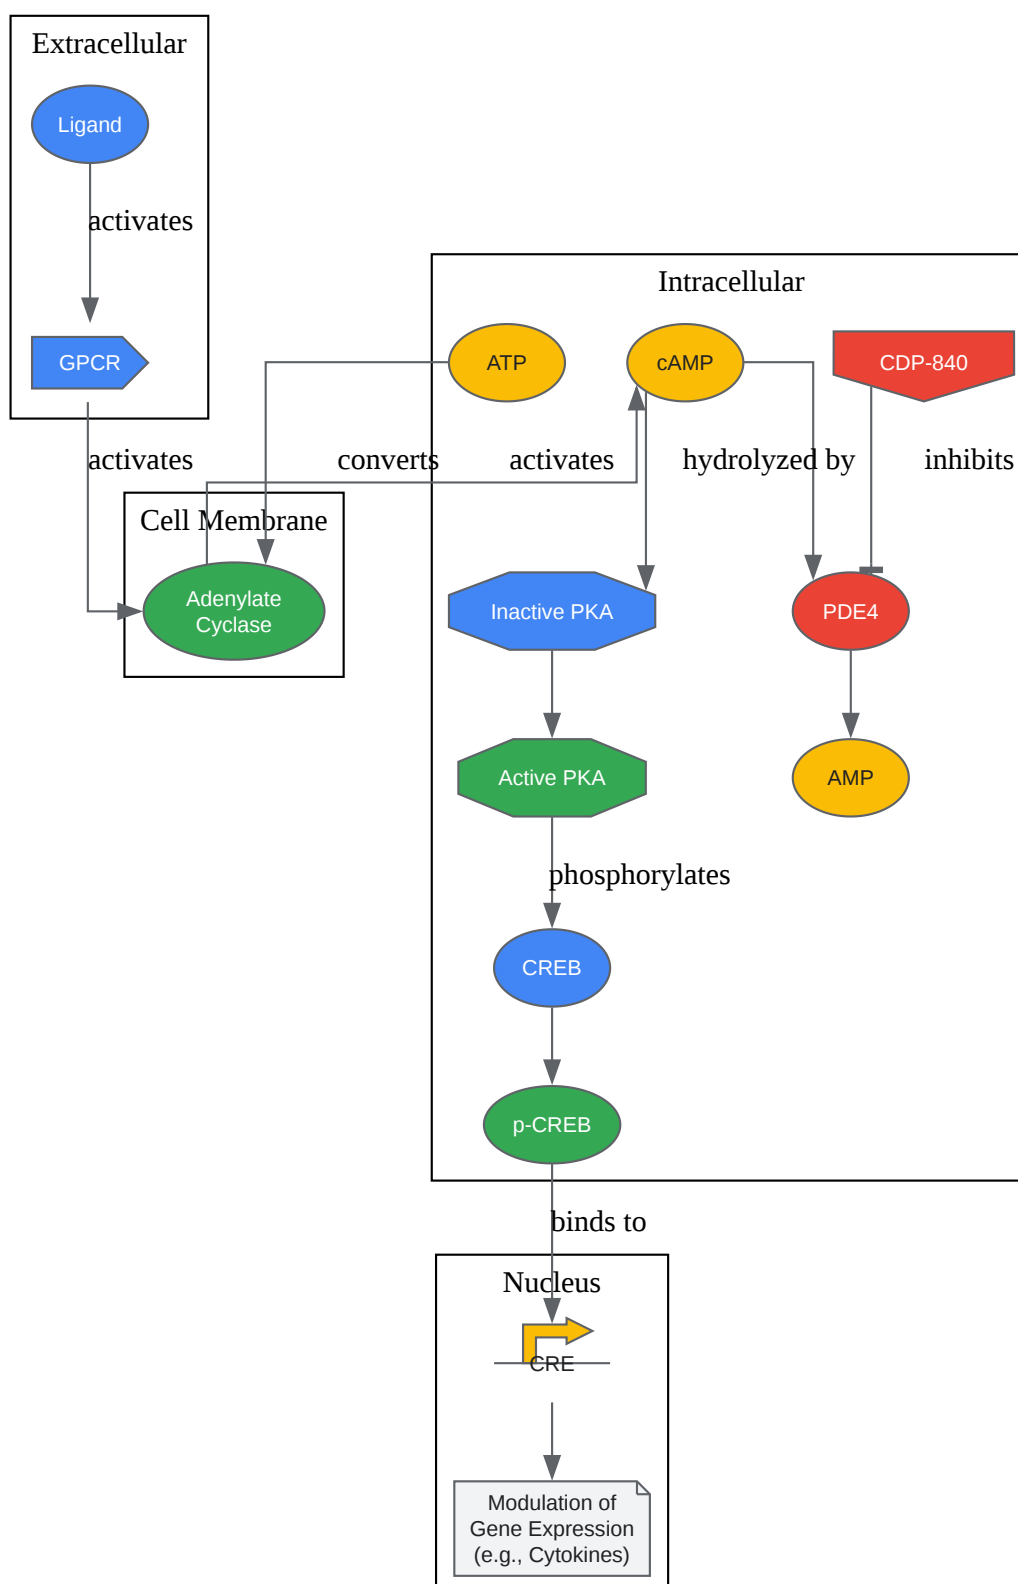 Extracellular
Ligand
activates
GPCR
Intracellular
ATP
cAMP
CDP-840
activates
converts
activates
hydrolyzed by
inhibits
Cell Membrane
Adenylate
Cyclase
Inactive PKA
PDE4
Active PKA
AMP
phosphorylates
CREB
p-CREB
binds to
Nucleus
CRE
Modulation of
Gene Expression
(e.g., Cytokines)